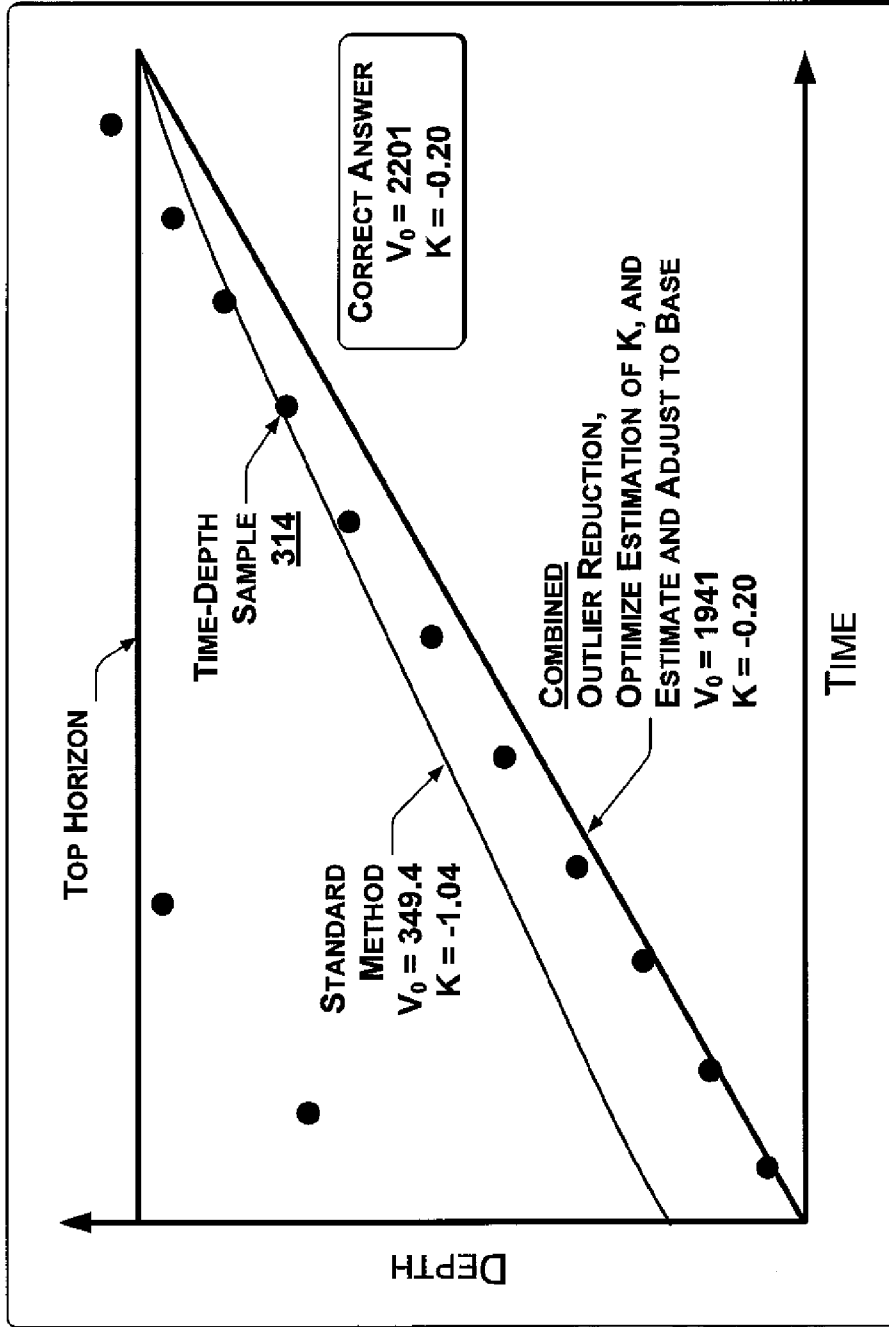 TOP HORIZON
TIME-DEPTH
SAMPLE
314
STANDARD
METHOD
V₀ = 349.4
K = -1.04
CORRECT ANSWER
V₀ = 2201
K = -0.20
COMBINED
OUTLIER REDUCTION,
OPTIMIZE ESTIMATION OF K, AND
ESTIMATE AND ADJUST TO BASE
V₀ = 1941
K = -0.20
DEPTH
TIME